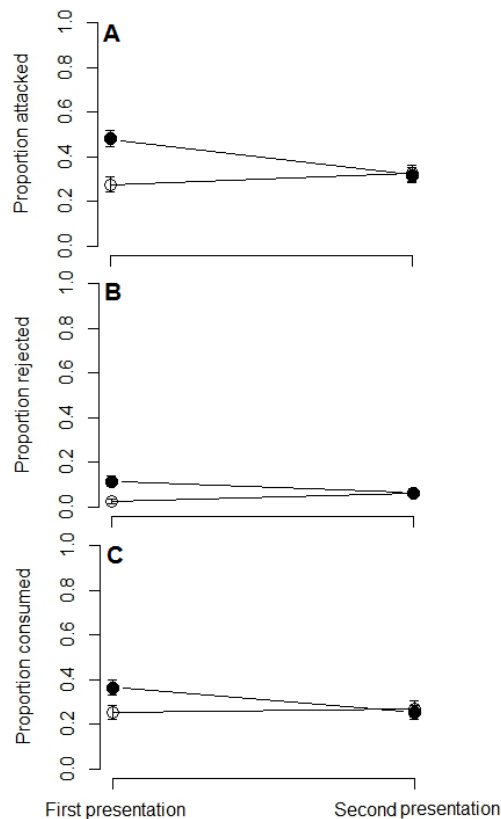 A
Proportion attacked
1.0
0.8
0.6
0.4
0.2
0.0
B
Proportion rejected
1.0
0.8
0.6
0.4
0.2
0.0
C
Proportion consumed
1.0
0.8
0.6
0.4
0.2
0.0
First presentation
Second presentation